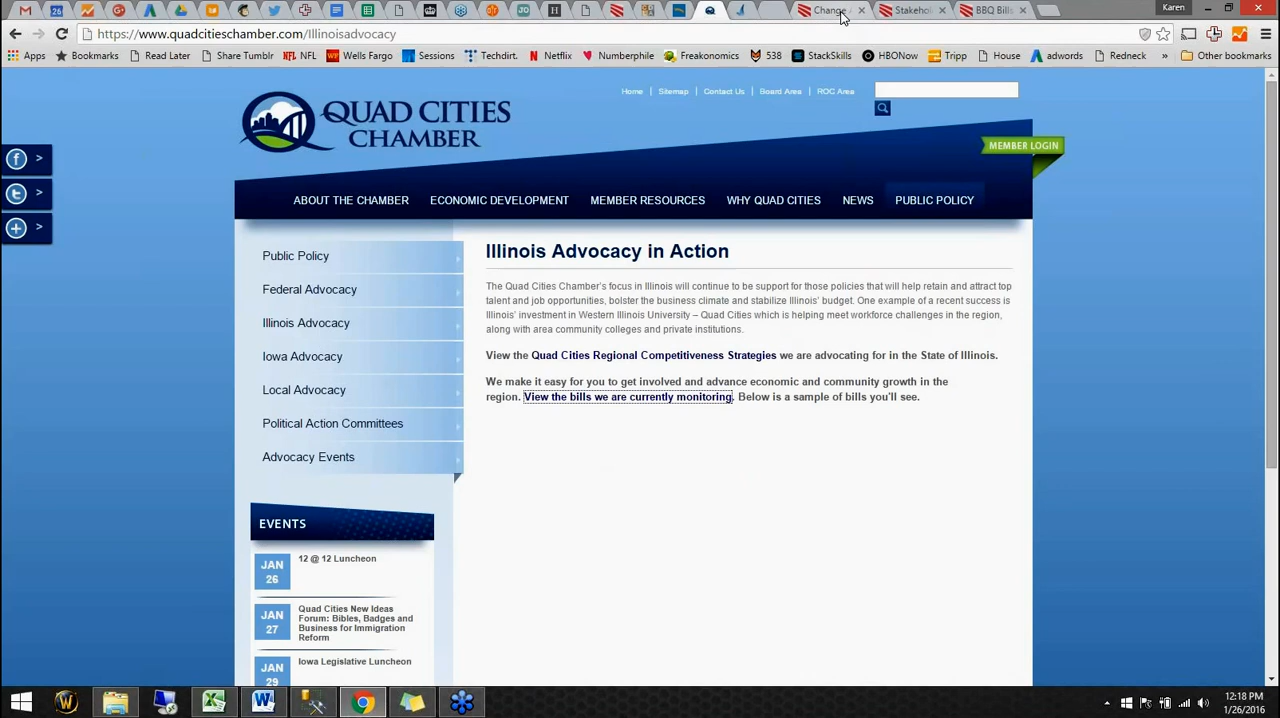 Change
Stakehol
BBQ Bills
Karen
https://www.quadcitieschamber.com/Illinoisadvocacy
Apps
Bookmarks
Read Later
Share Tumblr
NFL
Wells Fargo
Sessions
Techdirt.
Netflix
Numberphile
Freakonomics
538
StackSkills
HBONow
Tripp
House
adwords
Redneck
»
Other bookmarks
QUAD CITIES
CHAMBER
Home | Sitemap | Contact Us | Board Area | ROC Area
MEMBER LOGIN
ABOUT THE CHAMBER
ECONOMIC DEVELOPMENT
MEMBER RESOURCES
WHY QUAD CITIES
NEWS
PUBLIC POLICY
Public Policy
Federal Advocacy
Illinois Advocacy
Iowa Advocacy
Local Advocacy
Political Action Committees
Advocacy Events
Illinois Advocacy in Action
The Quad Cities Chamber's focus in Illinois will continue to be support for those policies that will help retain and attract top
talent and job opportunities, bolster the business climate and stabilize Illinois' budget. One example of a recent success is
Illinois' investment in Western Illinois University – Quad Cities which is helping meet workforce challenges in the region,
along with area community colleges and private institutions.
View the Quad Cities Regional Competitiveness Strategies we are advocating for in the State of Illinois.
We make it easy for you to get involved and advance economic and community growth in the
region. View the bills we are currently monitoring. Below is a sample of bills you'll see.
EVENTS
JAN
26
12 @ 12 Luncheon
JAN
27
Quad Cities New Ideas
Forum: Bibles, Badges and
Business for Immigration
Reform
JAN
29
Iowa Legislative Luncheon
12:18 PM
1/26/2016